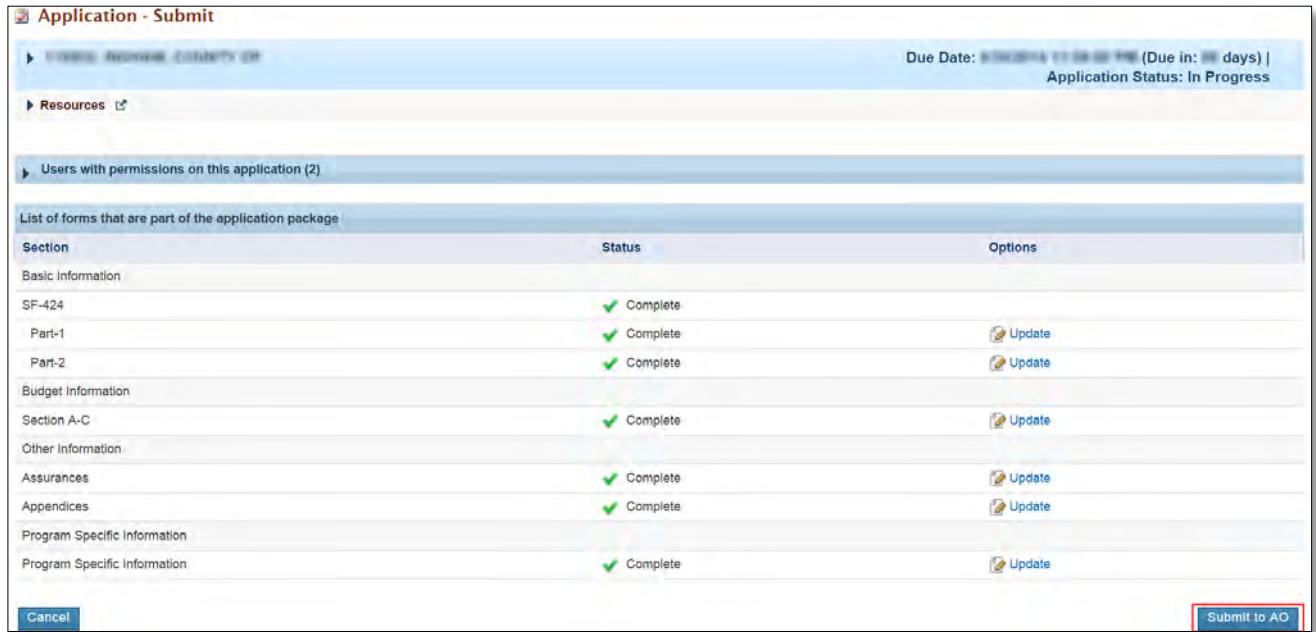 Application - Submit
Due Date: (Due in: days) |
Application Status: In Progress
Resources
Users with permissions on this application (2)
List of forms that are part of the application package
Section Status Options
Basic Information
SF-424 Complete
Part-1 Complete Update
Part-2 Complete Update
Budget Information
Section A-C Complete Update
Other Information
Assurances Complete Update
Appendices Complete Update
Program Specific Information
Program Specific Information Complete Update
Cancel Submit to AO